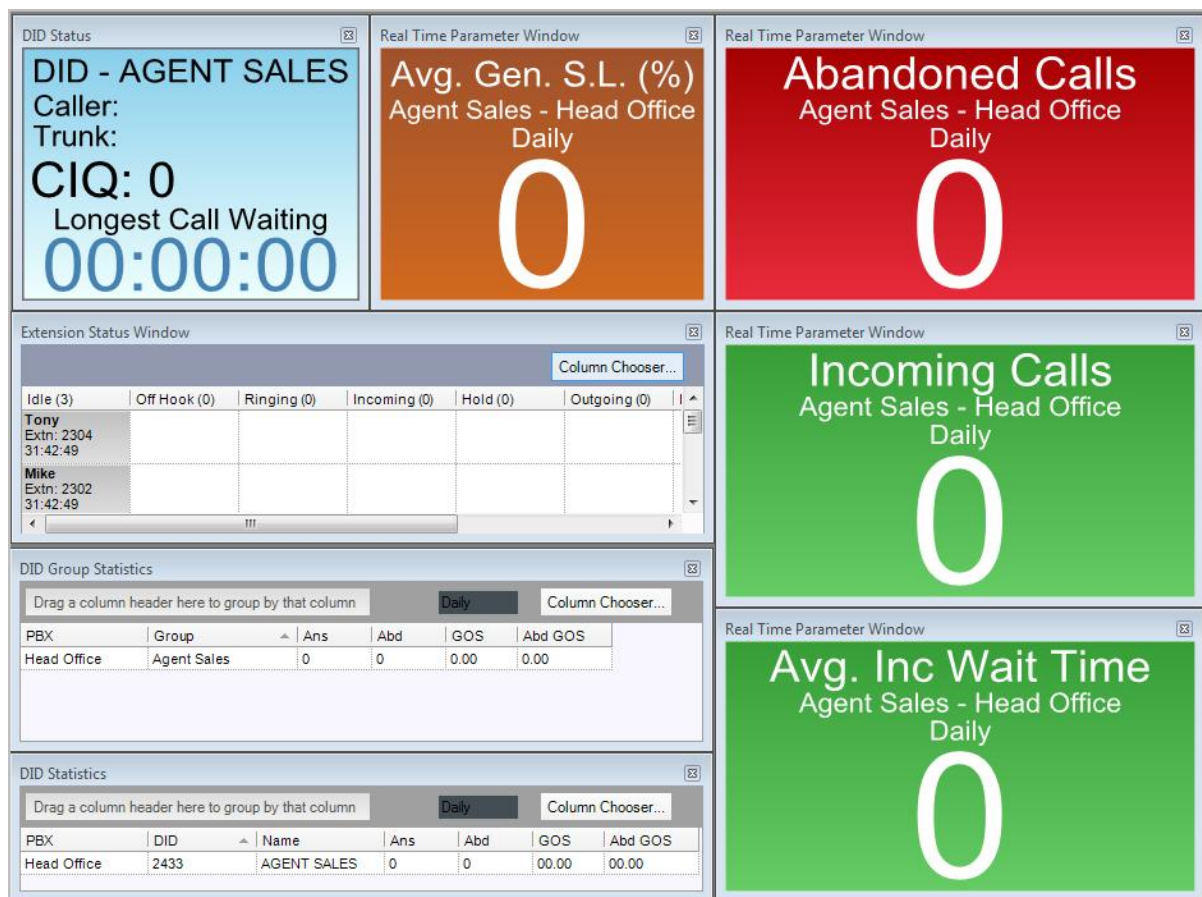 DID Status
DID - AGENT SALES
Caller:
Trunk:
CIQ: 0
Longest Call Waiting
00:00:00
Real Time Parameter Window
Avg. Gen. S.L. (%)
Agent Sales - Head Office
Daily
0
Real Time Parameter Window
Abandoned Calls
Agent Sales - Head Office
Daily
0
Extension Status Window
Column Chooser...
Idle (3) Off Hook (0) Ringing (0) Incoming (0) Hold (0) Outgoing (0)
Tony
Extn: 2304
31:42:49
Mike
Extn: 2302
31:42:49
Real Time Parameter Window
Incoming Calls
Agent Sales - Head Office
Daily
0
DID Group Statistics
Drag a column header here to group by that column Daily Column Chooser...
PBX Group Ans Abd GOS Abd GOS
Head Office Agent Sales 0 0 0.00 0.00
Real Time Parameter Window
Avg. Inc Wait Time
Agent Sales - Head Office
Daily
0
DID Statistics
Drag a column header here to group by that column Daily Column Chooser...
PBX DID Name Ans Abd GOS Abd GOS
Head Office 2433 AGENT SALES 0 0 00.00 00.00